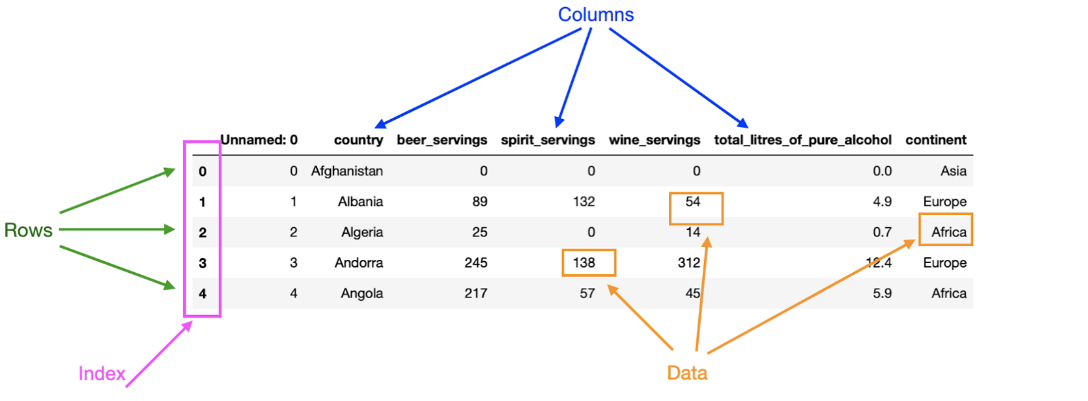 Columns
Unnamed: 0 country beer_servings spirit_servings wine_servings total_litres_of_pure_alcohol continent
0 0 Afghanistan 0 0 0 0.0 Asia
1 1 Albania 89 132 54 4.9 Europe
Rows
2 2 Algeria 25 0 14 0.7 Africa
3 3 Andorra 245 138 312 12.4 Europe
4 4 Angola 217 57 45 5.9 Africa
Index
Data